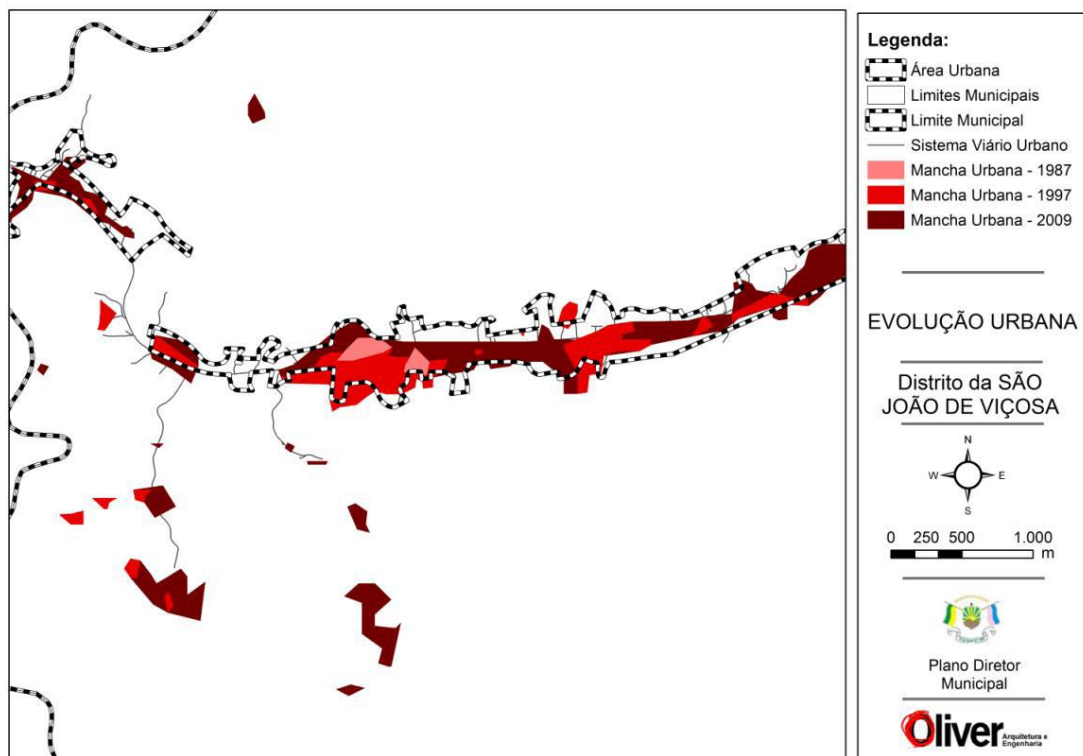 Legenda:
Área Urbana
Limites Municipais
Limite Municipal
Sistema Viário Urbano
Mancha Urbana - 1987
Mancha Urbana - 1997
Mancha Urbana - 2009
EVOLUÇÃO URBANA
Distrito da SÃO
JOÃO DE VIÇOSA
N
W E
S
0 250 500 1.000
m
Plano Diretor
Municipal
Oliver Arquitetura e
Engenharia